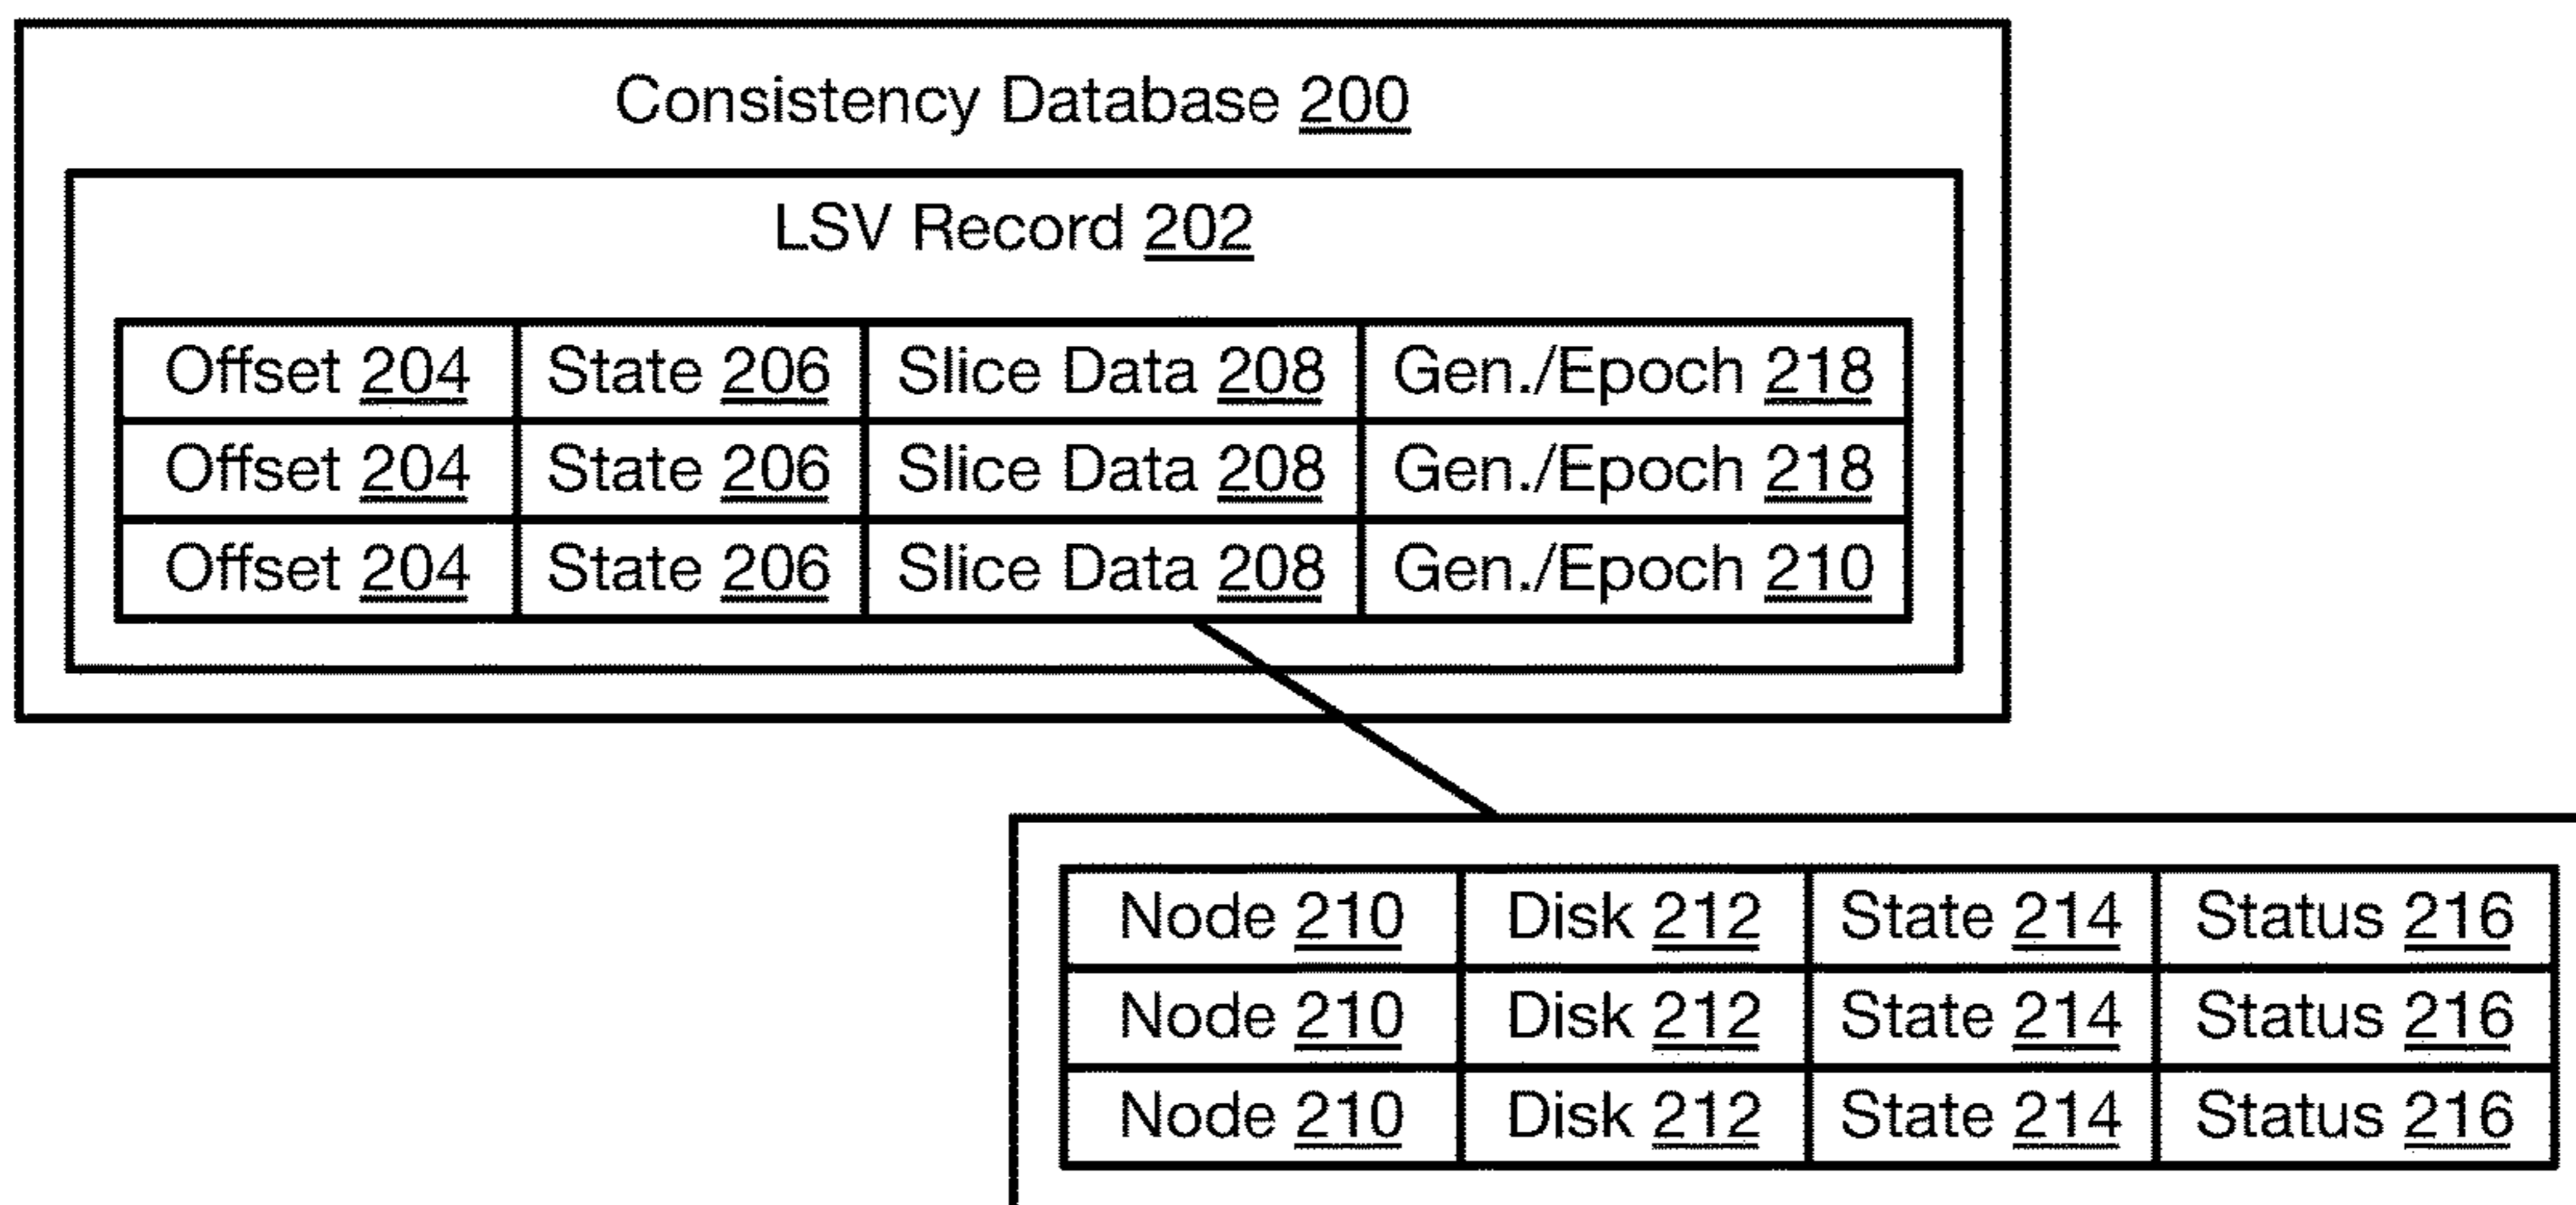 Consistency Database 200
LSV Record 202
Offset 204 State 206 Slice Data 208 Gen./Epoch 218
Offset 204 State 206 Slice Data 208 Gen./Epoch 218
Offset 204 State 206 Slice Data 208 Gen./Epoch 210
Node 210 Disk 212 State 214 Status 216
Node 210 Disk 212 State 214 Status 216
Node 210 Disk 212 State 214 Status 216